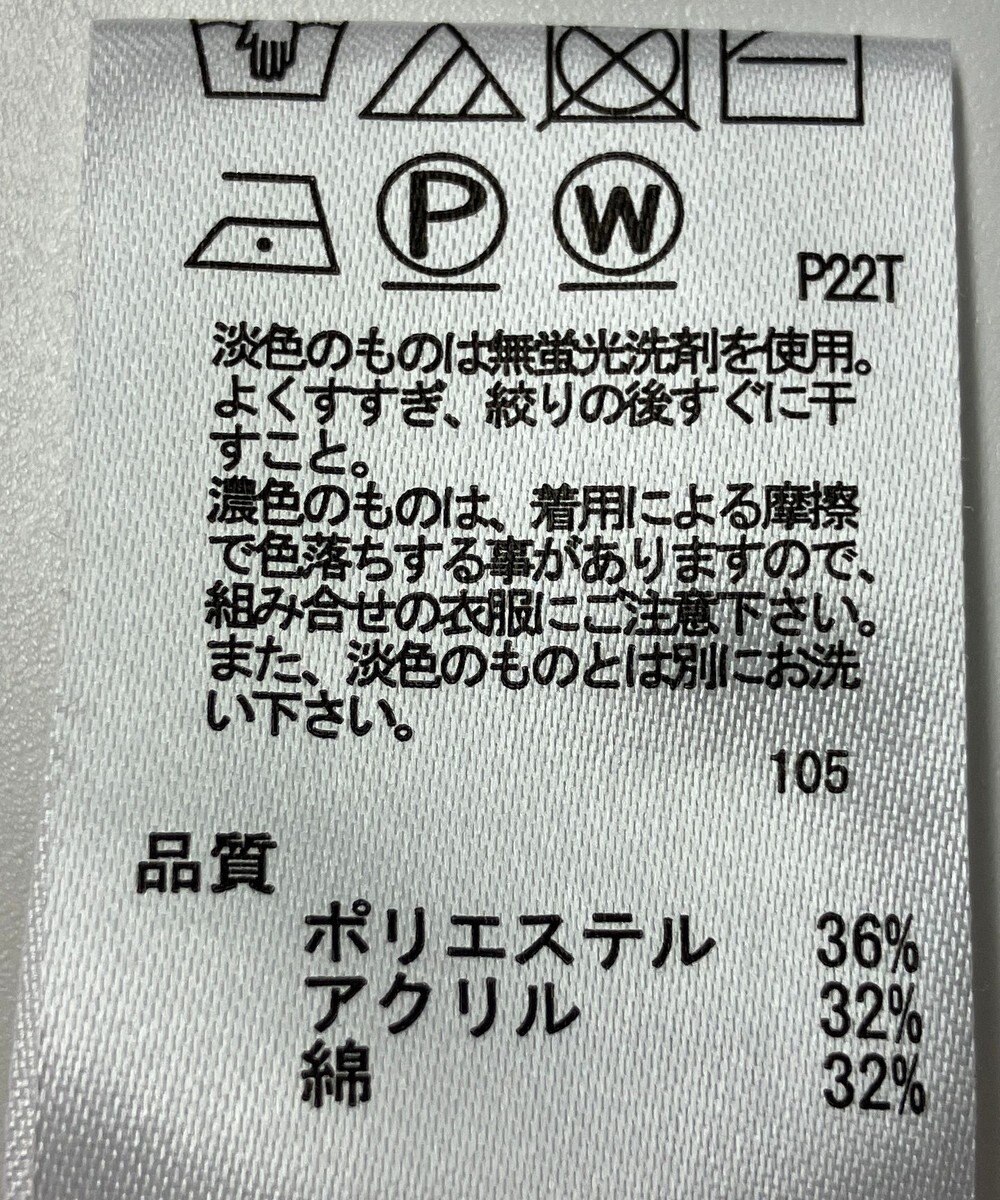 P
W
P22T
淡色のものは無蛍光洗剤を使用。
よくすすぎ、絞りの後すぐに干
すこと。
濃色のものは、着用による摩擦
で色落ちする事がありますので、
組み合せの衣服にご注意下さい。
また、淡色のものとは別にお洗
い下さい。
105
品質
ポリエステル 36%
アクリル 32%
綿 32%